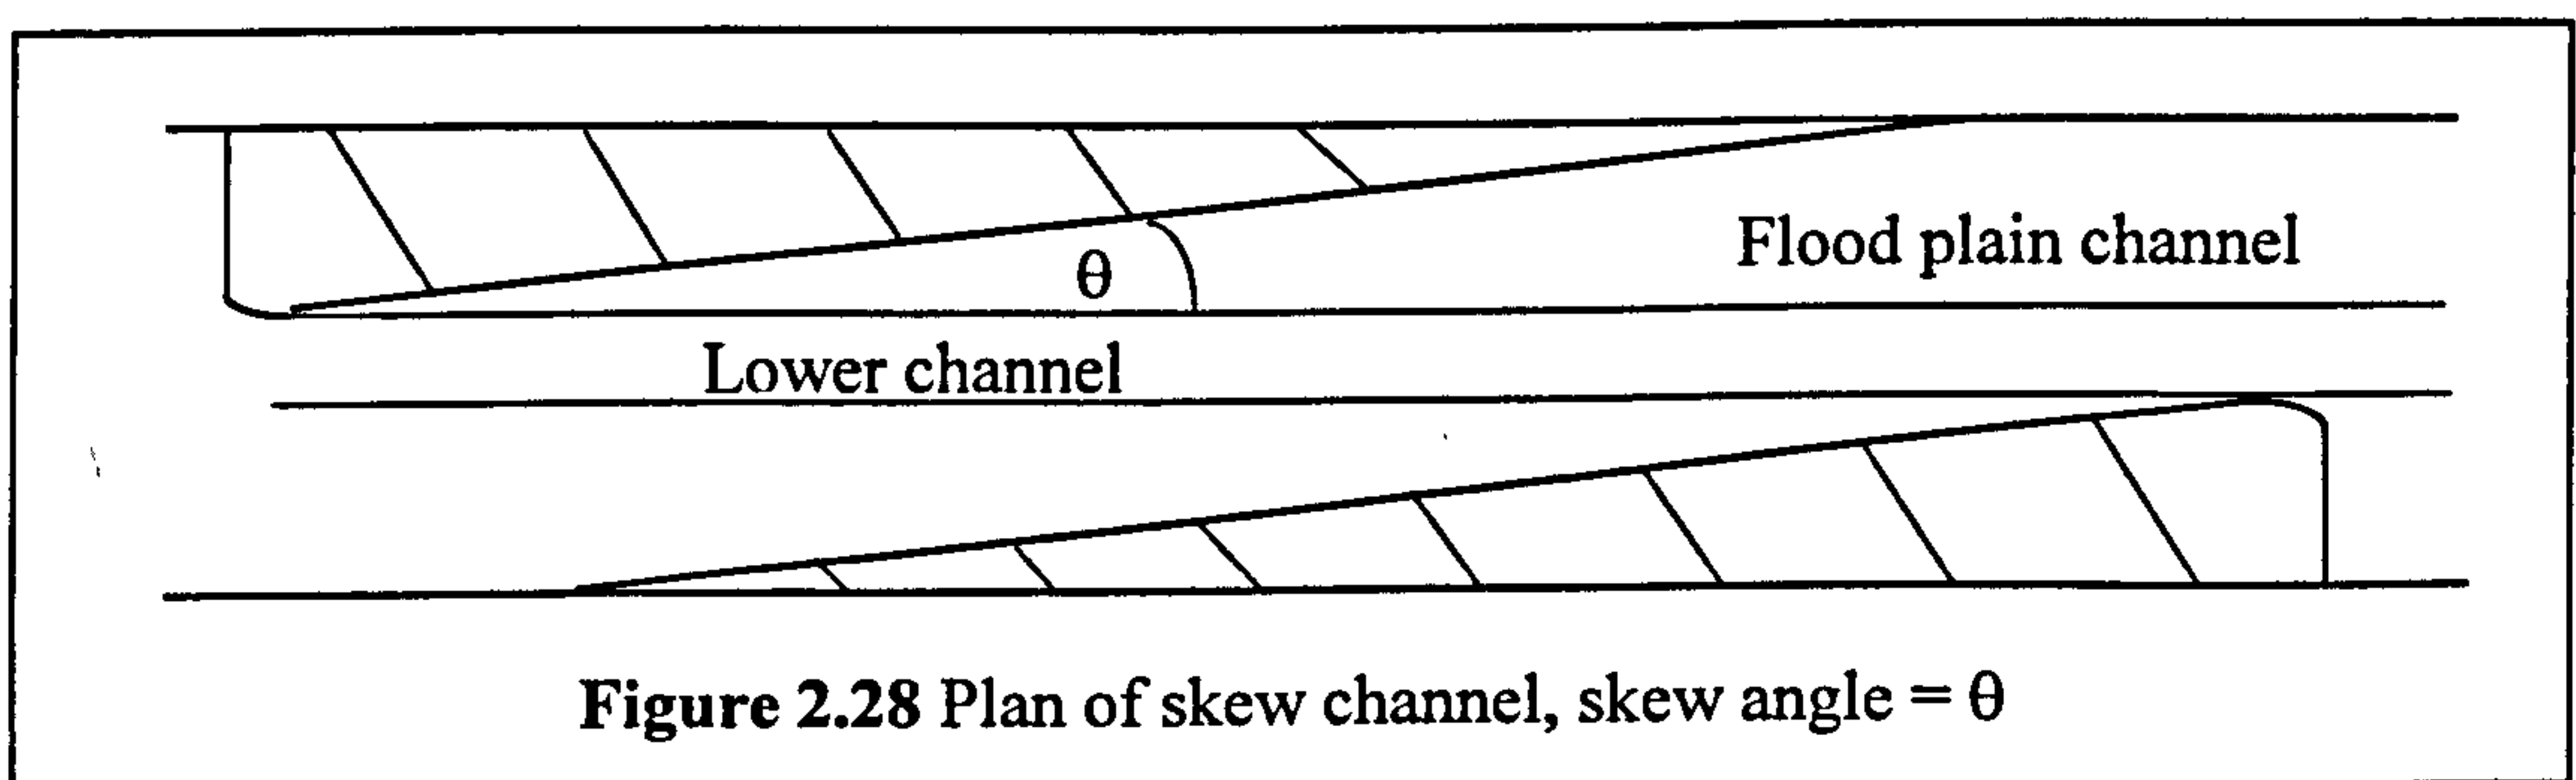 Flood plain channel
θ
Lower channel
Figure 2.28 Plan of skew channel, skew angle = θ